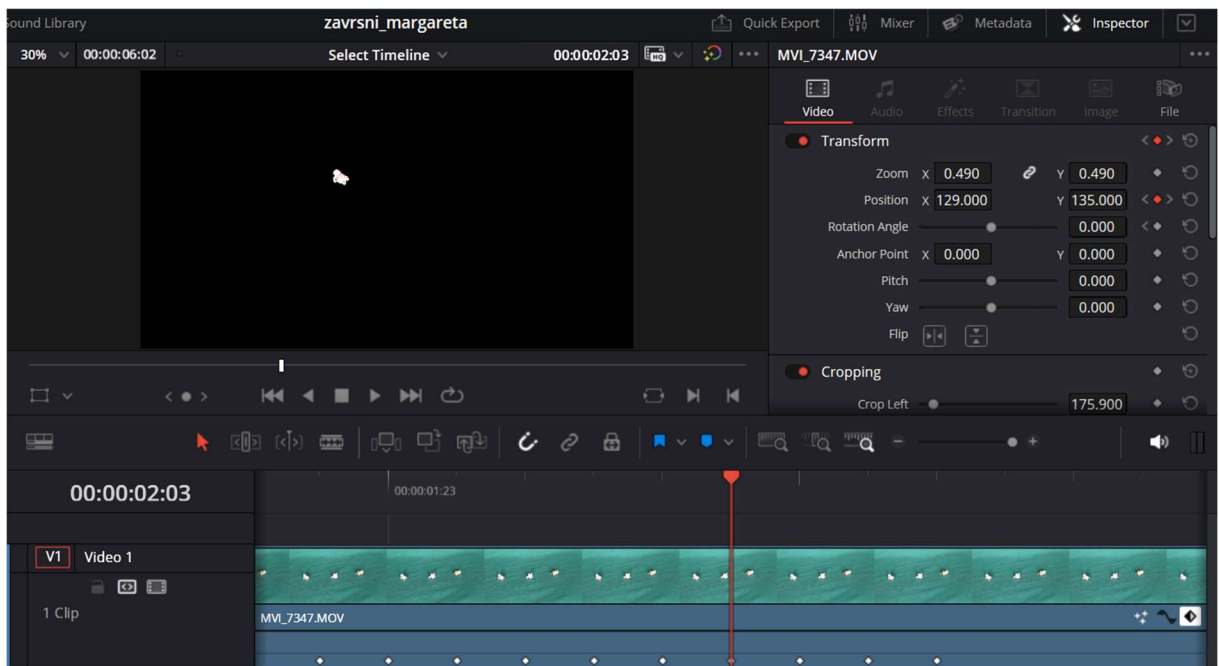 Sound Library zavrsni_margareta Quick Export Mixer Metadata Inspector
30% 00:00:06:02 Select Timeline 00:00:02:03 HQ MVI_7347.MOV
Video Audio Effects Transition Image File
Transform
Zoom X 0.490 Y 0.490
Position X 129.000 Y 135.000
Rotation Angle 0.000
Anchor Point X 0.000 Y 0.000
Pitch 0.000
Yaw 0.000
Flip
Cropping
Crop Left 175.900
00:00:02:03 00:00:01:23
V1 Video 1
1 Clip
MVI_7347.MOV